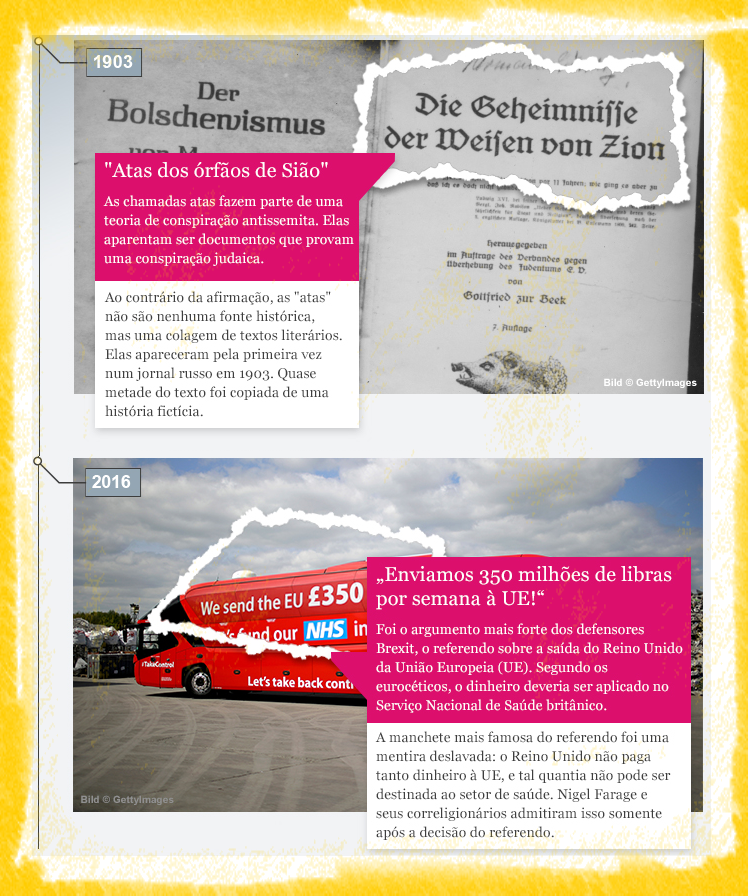 1903
Der
Bolschewismus
von M
Die Geheimnisse
der Weisen von Zion
"Atas dos órfãos de Sião"
As chamadas atas fazem parte de uma
teoria de conspiração antissemita. Elas
aparentam ser documentos que provam
uma conspiração judaica.
Ao contrário da afirmação, as "atas"
não são nenhuma fonte histórica,
mas uma colagem de textos literários.
Elas apareceram pela primeira vez
num jornal russo em 1903. Quase
metade do texto foi copiada de uma
história fictícia.
Herausgegeben
im Auftrage des Verbandes gegen
Überhebung des Judentums E. V.
von
Gottfried zur Beek
7. Auflage
Bild © GettyImages
2016
We send the EU £350
fund our NHS in
#TakeControl
Let's take back contr
„Enviamos 350 milhões de libras
por semana à UE!“
Foi o argumento mais forte dos defensores
Brexit, o referendo sobre a saída do Reino Unido
da União Europeia (UE). Segundo os
eurocéticos, o dinheiro deveria ser aplicado no
Serviço Nacional de Saúde britânico.
A manchete mais famosa do referendo foi uma
mentira deslavada: o Reino Unido não paga
tanto dinheiro à UE, e tal quantia não pode ser
destinada ao setor de saúde. Nigel Farage e
seus correligionários admitiram isso somente
após a decisão do referendo.
Bild © GettyImages